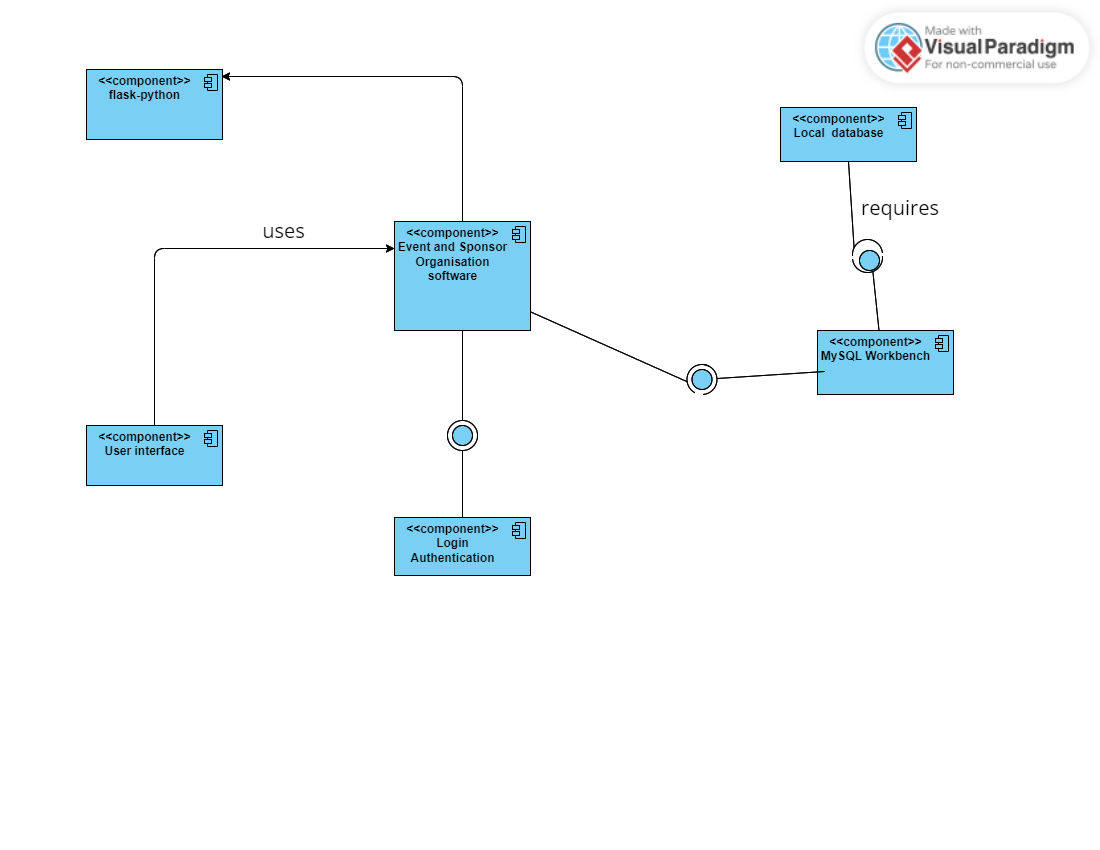 Made with
Visual Paradigm
For non-commercial use
<<component>>
flask-python
<<component>>
Local database
requires
uses
<<component>>
Event and Sponsor
Organisation
software
<<component>>
MySQL Workbench
<<component>>
User interface
<<component>>
Login
Authentication